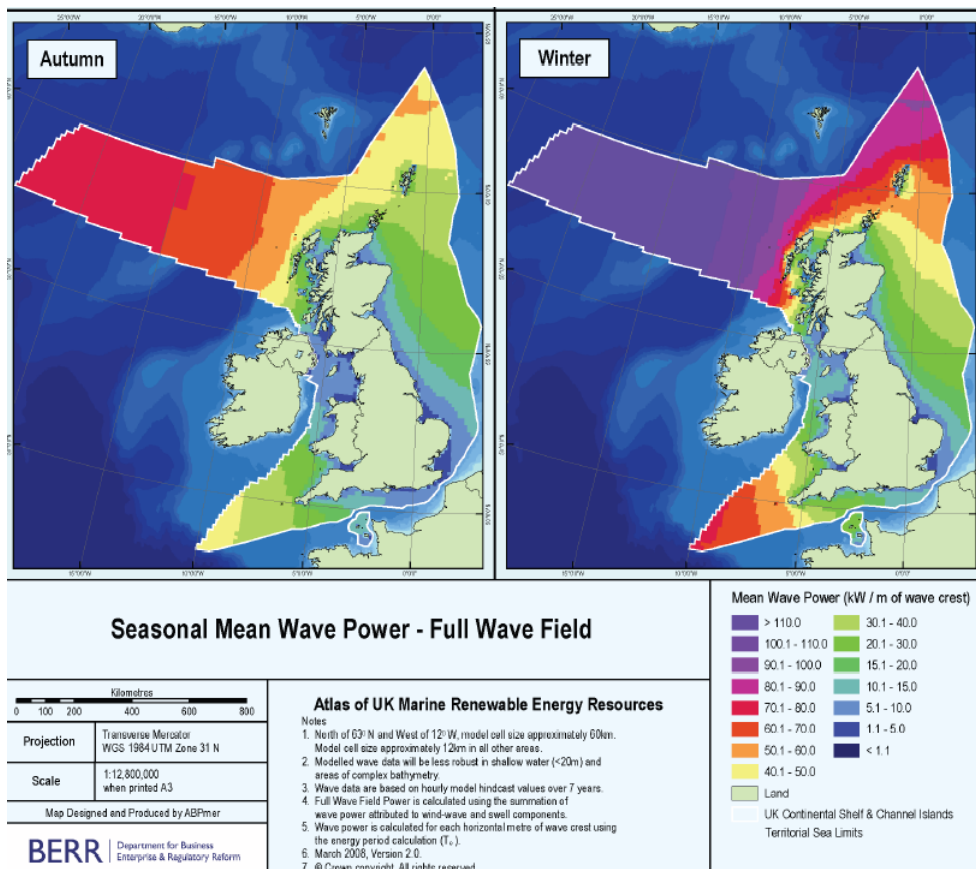 Autumn
Winter
Seasonal Mean Wave Power - Full Wave Field
Kilometres
0 100 200 400 600 800
Projection
Transverse Mercator
WGS 1984 UTM Zone 31 N
Scale
1:12,800,000
when printed A3
Map Designed and Produced by ABPmer
BERR | Department for Business
Enterprise & Regulatory Reform
Atlas of UK Marine Renewable Energy Resources
Notes
1. North of 63º N and West of 12º W, model cell size approximately 60km.
Model cell size approximately 12km in all other areas.
2. Modelled wave data will be less robust in shallow water (<20m) and
areas of complex bathymetry.
3. Wave data are based on hourly model hindcast values over 7 years.
4. Full Wave Field Power is calculated using the summation of
wave power attributed to wind-wave and swell components.
5. Wave power is calculated for each horizontal metre of wave crest using
the energy period calculation (Te).
6. March 2008, Version 2.0.
7. © Crown copyright. All rights reserved
Mean Wave Power (kW / m of wave crest)
> 110.0
100.1 - 110.0
90.1 - 100.0
80.1 - 90.0
70.1 - 80.0
60.1 - 70.0
50.1 - 60.0
40.1 - 50.0
30.1 - 40.0
20.1 - 30.0
15.1 - 20.0
10.1 - 15.0
5.1 - 10.0
1.1 - 5.0
< 1.1
Land
UK Continental Shelf & Channel Islands
Territorial Sea Limits